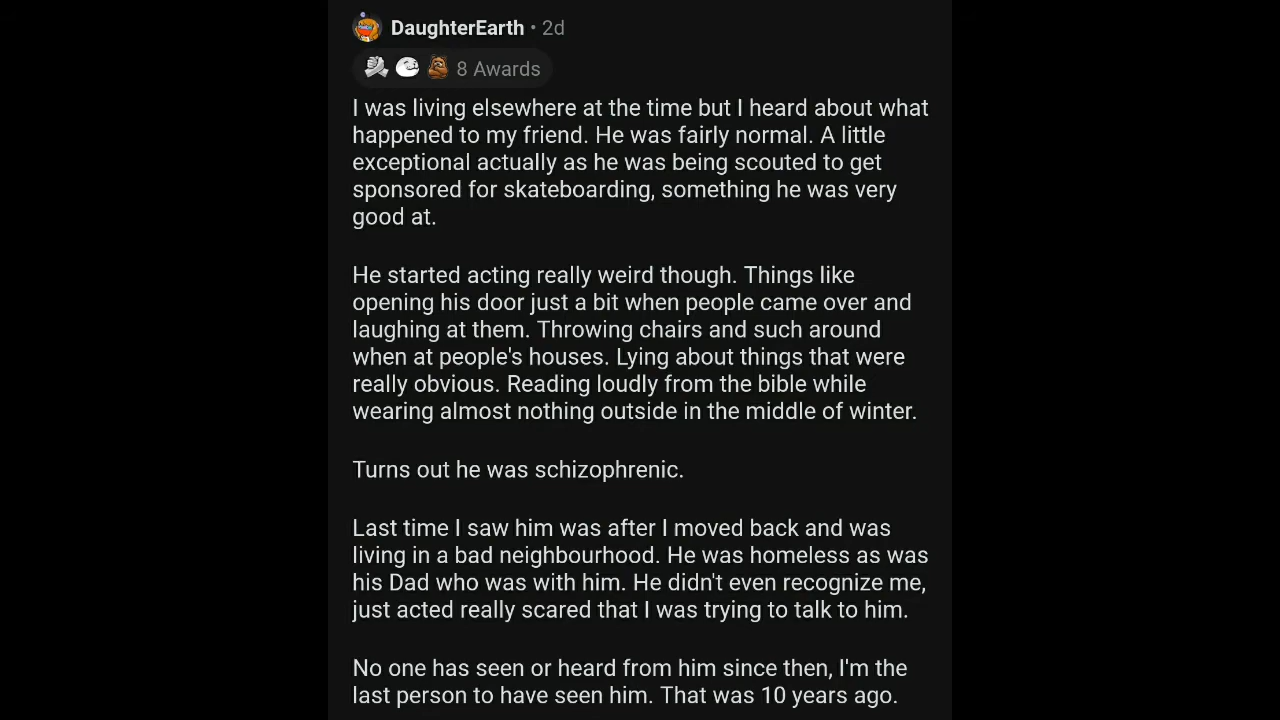 DaughterEarth · 2d
8 Awards
I was living elsewhere at the time but I heard about what
happened to my friend. He was fairly normal. A little
exceptional actually as he was being scouted to get
sponsored for skateboarding, something he was very
good at.
He started acting really weird though. Things like
opening his door just a bit when people came over and
laughing at them. Throwing chairs and such around
when at people's houses. Lying about things that were
really obvious. Reading loudly from the bible while
wearing almost nothing outside in the middle of winter.
Turns out he was schizophrenic.
Last time I saw him was after I moved back and was
living in a bad neighbourhood. He was homeless as was
his Dad who was with him. He didn't even recognize me,
just acted really scared that I was trying to talk to him.
No one has seen or heard from him since then, I'm the
last person to have seen him. That was 10 years ago.